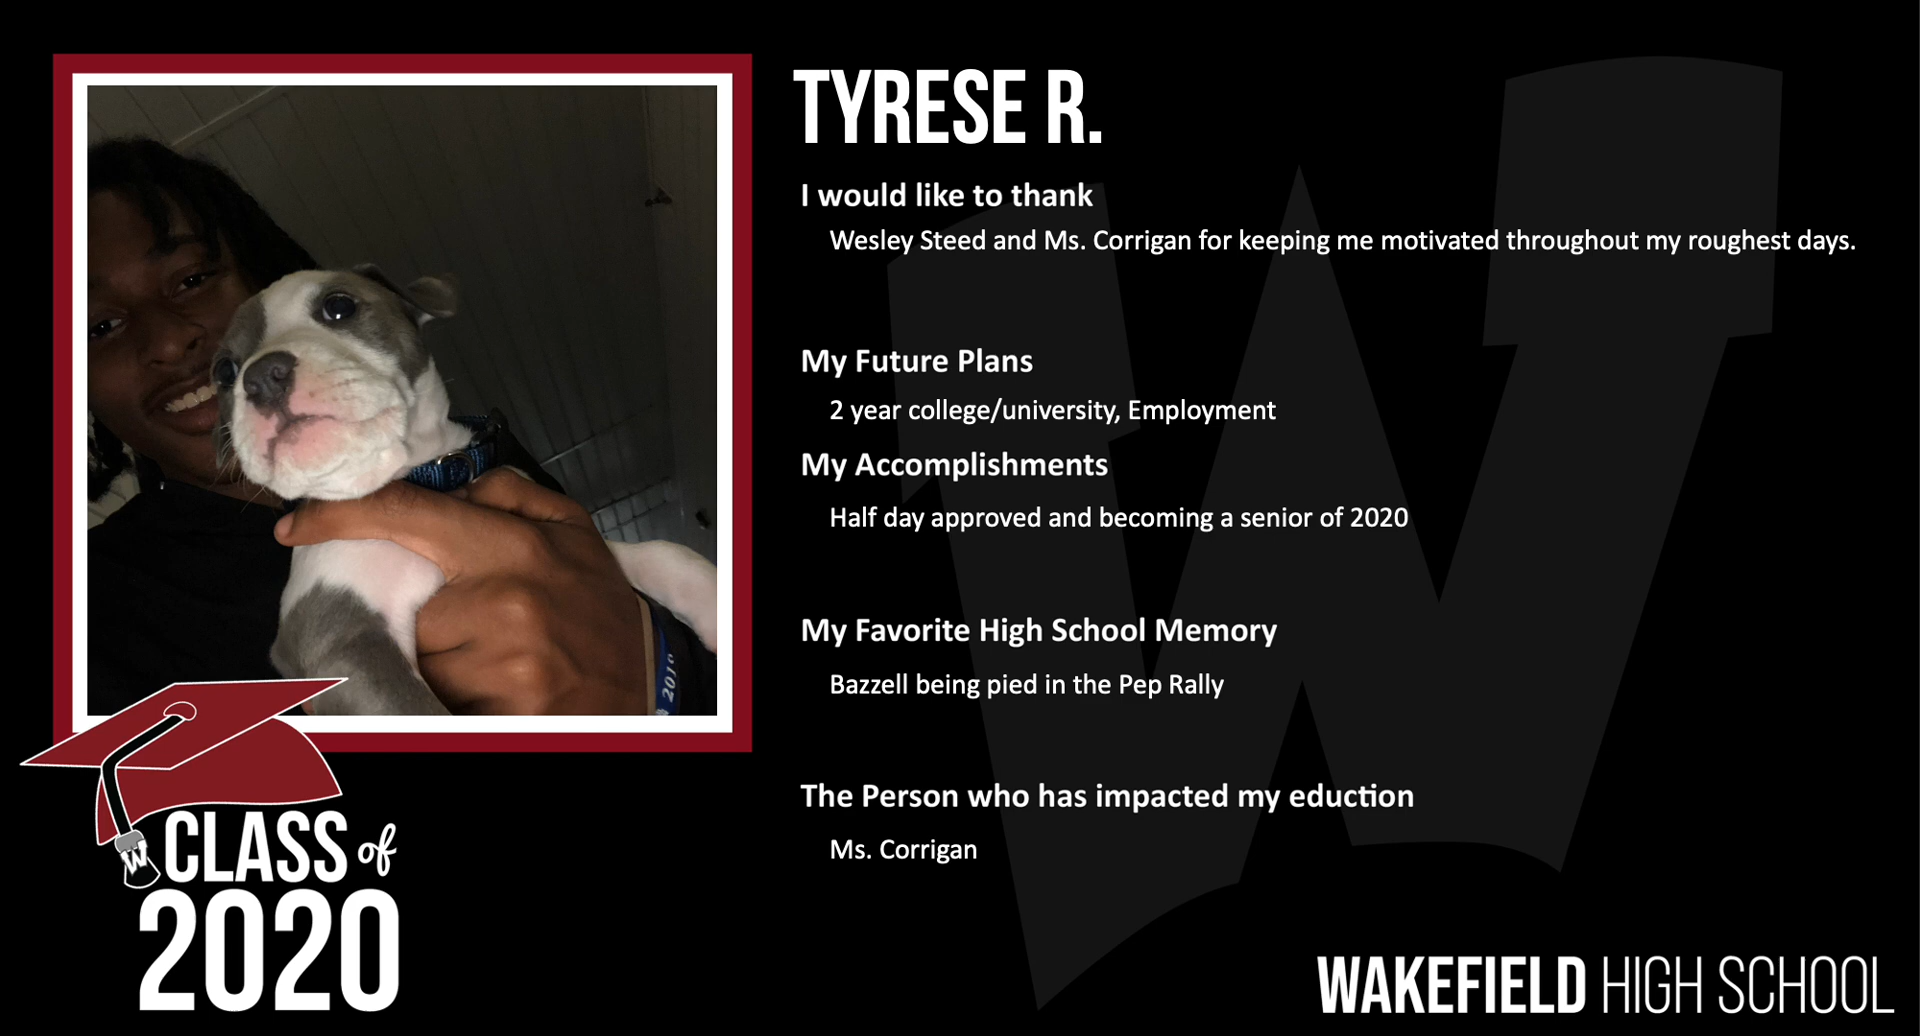 TYRESE R.
I would like to thank
Wesley Steed and Ms. Corrigan for keeping me motivated throughout my roughest days.
My Future Plans
2 year college/university, Employment
My Accomplishments
Half day approved and becoming a senior of 2020
My Favorite High School Memory
Bazzell being pied in the Pep Rally
The Person who has impacted my eduction
Ms. Corrigan
2019
W
CLASS of
2020
WAKEFIELD HIGH SCHOOL